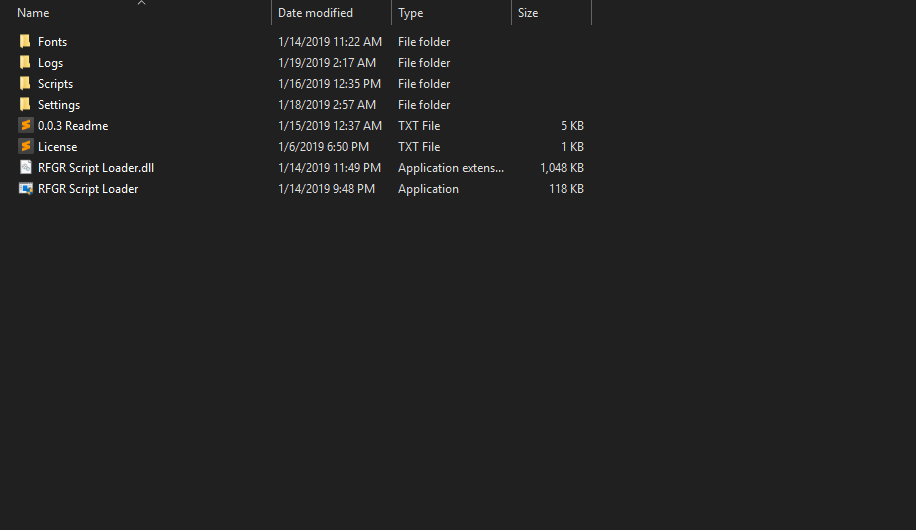 Name Date modified Type Size
Fonts 1/14/2019 11:22 AM File folder
Logs 1/19/2019 2:17 AM File folder
Scripts 1/16/2019 12:35 PM File folder
Settings 1/18/2019 2:57 AM File folder
0.0.3 Readme 1/15/2019 12:37 AM TXT File 5 KB
License 1/6/2019 6:50 PM TXT File 1 KB
RFGR Script Loader.dll 1/14/2019 11:49 PM Application extens... 1,048 KB
RFGR Script Loader 1/14/2019 9:48 PM Application 118 KB